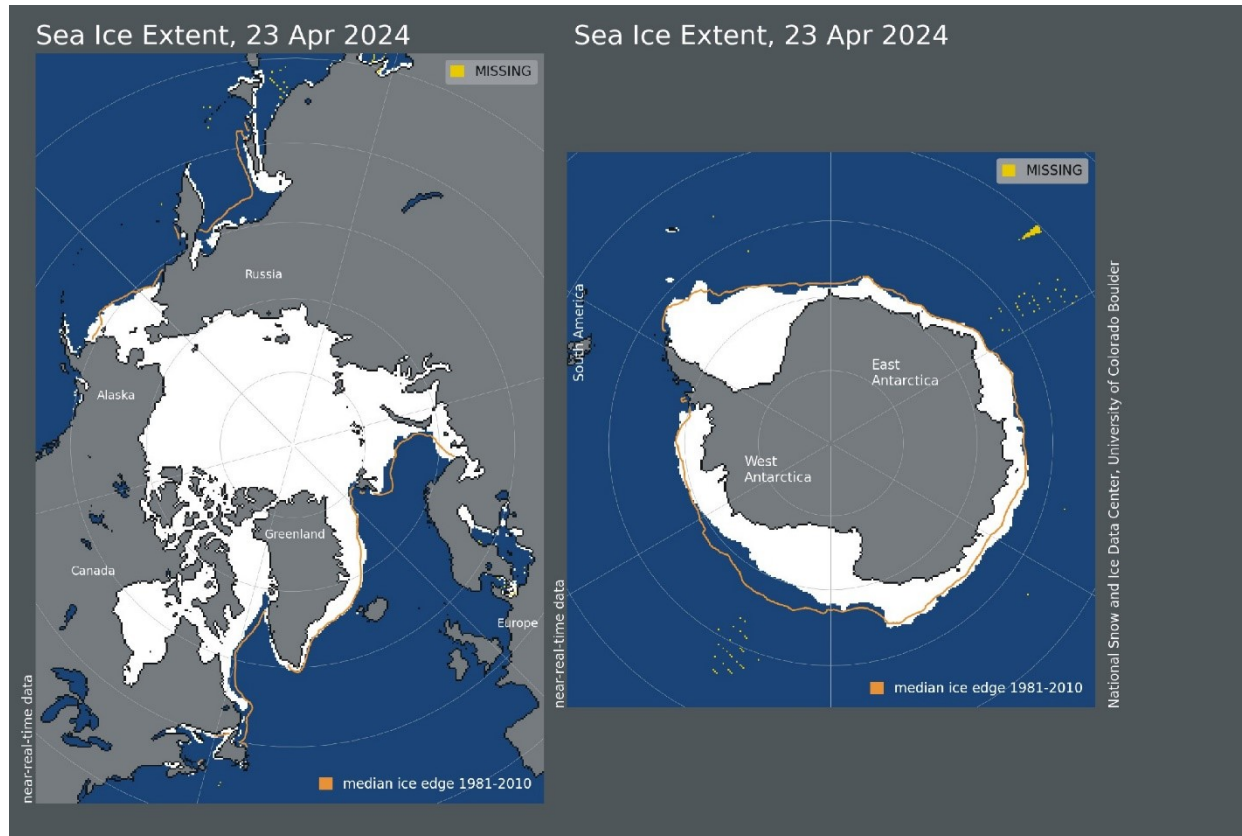 Sea Ice Extent, 23 Apr 2024
MISSING
Russia
Alaska
Greenland
Canada
Europe
near-real-time data
median ice edge 1981-2010
Sea Ice Extent, 23 Apr 2024
MISSING
South America
East
Antarctica
West
Antarctica
near-real-time data
median ice edge 1981-2010
National Snow and Ice Data Center, University of Colorado Boulder